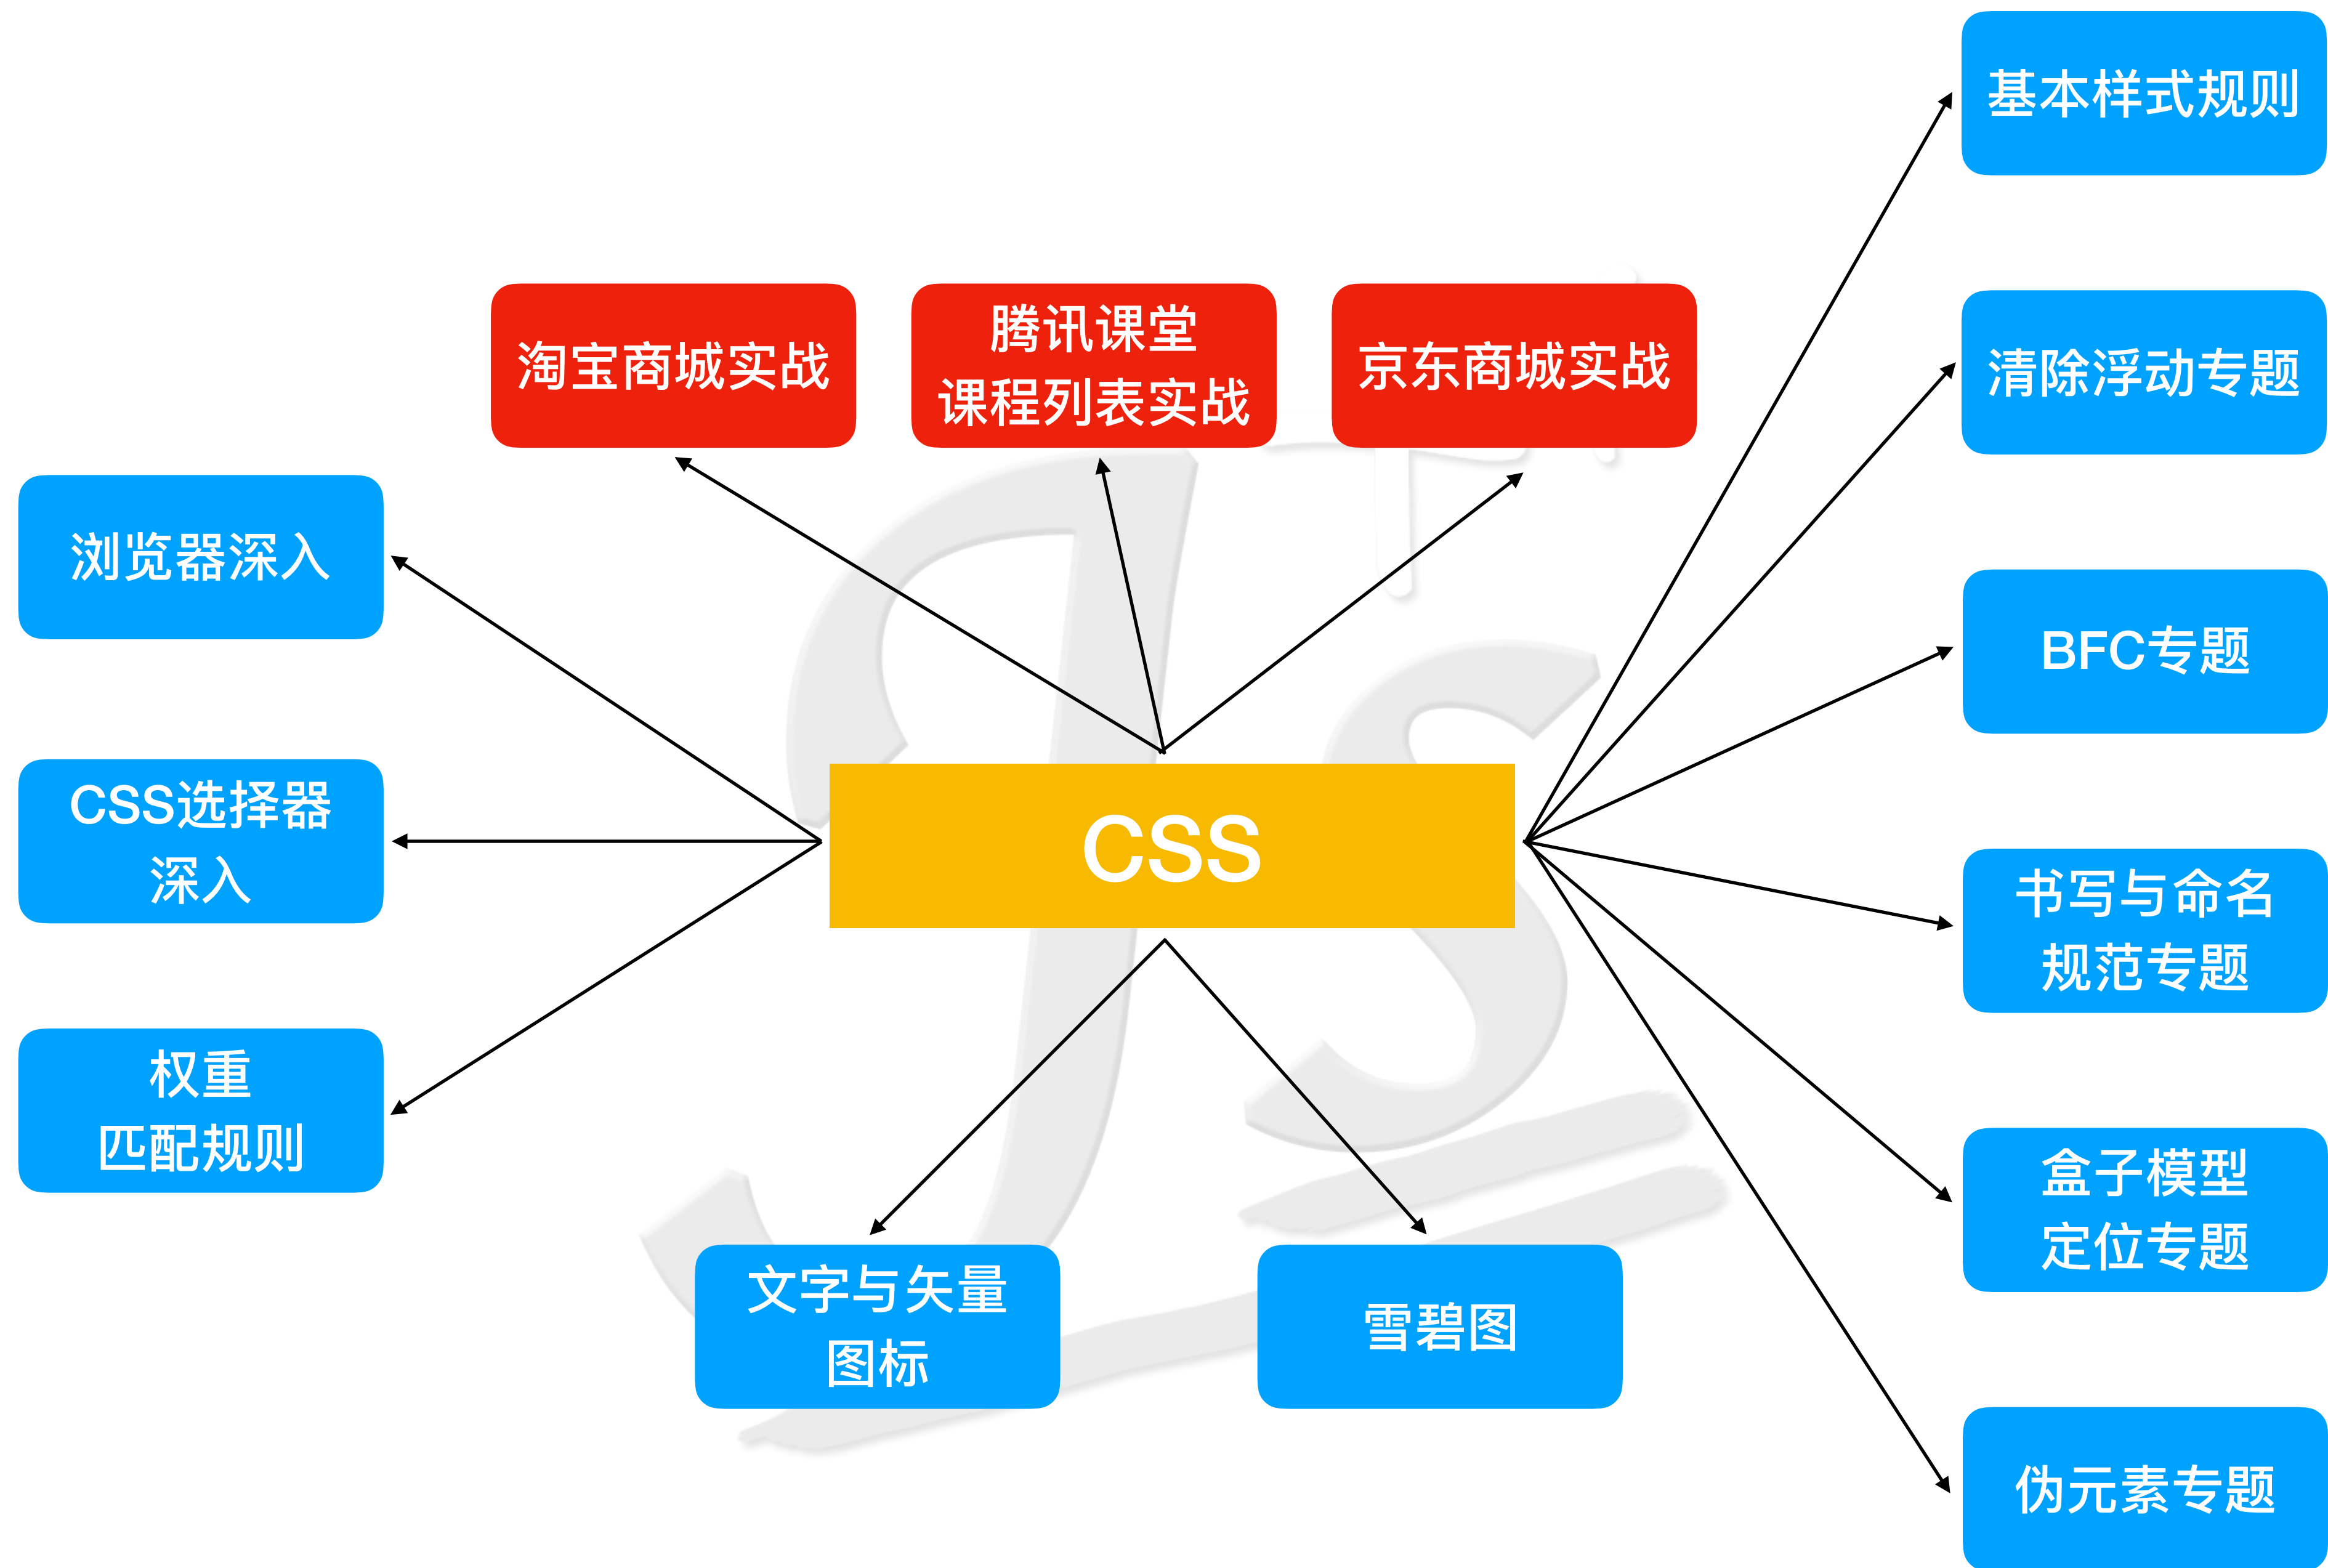 基本样式规则
淘宝商城实战
腾讯课堂
课程列表实战
京东商城实战
清除浮动专题
浏览器深入
BFC专题
CSS选择器
深入
CSS
书写与命名
规范专题
权重
匹配规则
盒子模型
定位专题
文字与矢量
图标
雪碧图
伪元素专题